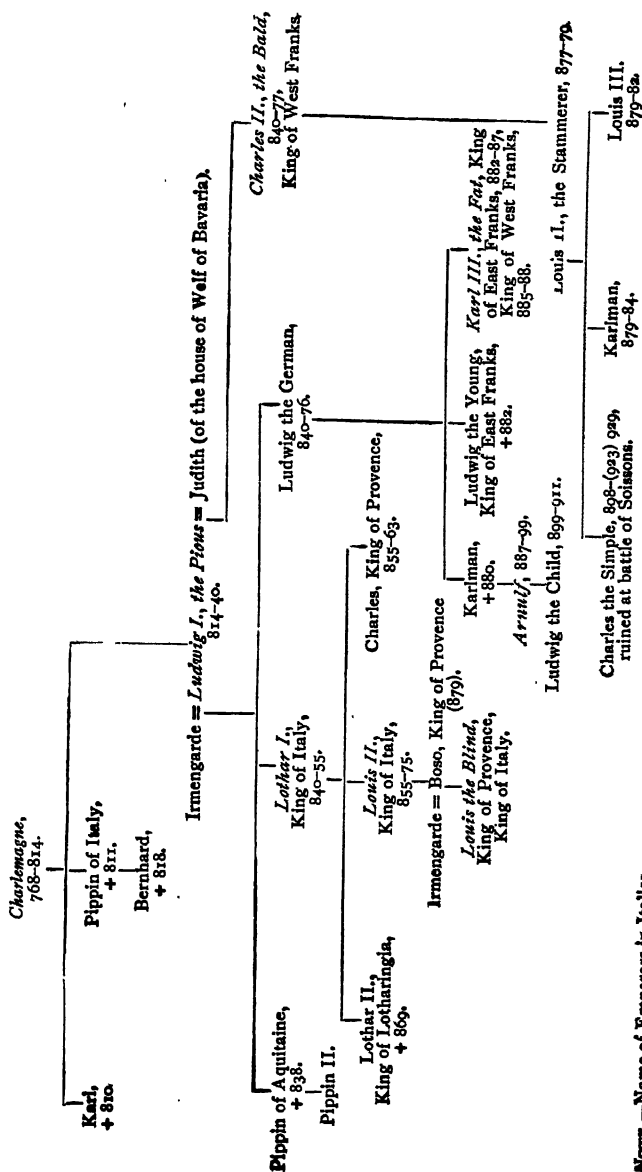 Charlemagne,
768-814.
Karl,
+ 810.
Pippin of Italy,
+ 811.
Bernhard,
+ 818.
Irmengarde = Ludwig I., the Pious = Judith (of the house of Welf of Bavaria).
814-40.
Pippin of Aquitaine,
+ 838.
Pippin II.
Lothar I.,
King of Italy,
840-55.
Ludwig the German,
840-76.
Charles II., the Bald,
840-77,
King of West Franks.
Lothar II.,
King of Lotharingia,
+ 869.
Louis II.,
King of Italy,
855-75.
Charles, King of Provence,
855-63.
Irmengarde = Boso, King of Provence
(879).
Louis the Blind,
King of Provence,
King of Italy.
Karlman,
+ 880.
Arnulf, 887-99.
Ludwig the Child, 899-911.
Ludwig the Young,
King of East Franks,
+ 882.
Karl III., the Fat, King
of East Franks, 882-87,
King of West Franks,
885-88.
Louis II., the Stammerer, 877-79.
Charles the Simple, 898-(923) 929,
ruined at battle of Soissons.
Karlman,
879-84.
Louis III.
879-82.